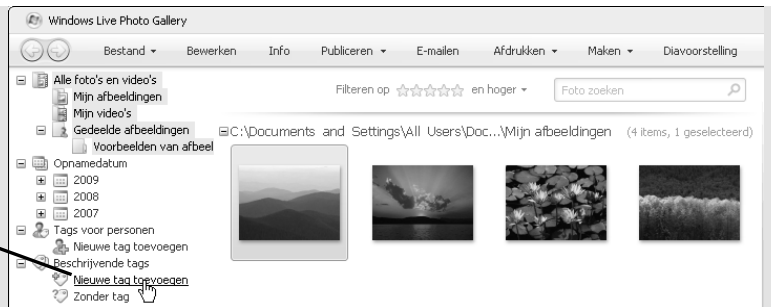 Windows Live Photo Gallery
Bestand Bewerken Info Publiceren E-mailen Afdrukken Maken Diavoorstelling
Alle foto's en video's
Mijn afbeeldingen
Mijn video's
Gedeelde afbeeldingen
Voorbeelden van afbeel
Opnamedatum
2009
2008
2007
Tags voor personen
Nieuwe tag toevoegen
Beschrijvende tags
Nieuwe tag toevoegen
Zonder tag
Filteren op en hoger Foto zoeken
C:\Documents and Settings\All Users\Doc...\Mijn afbeeldingen (4 items, 1 geselecteerd)